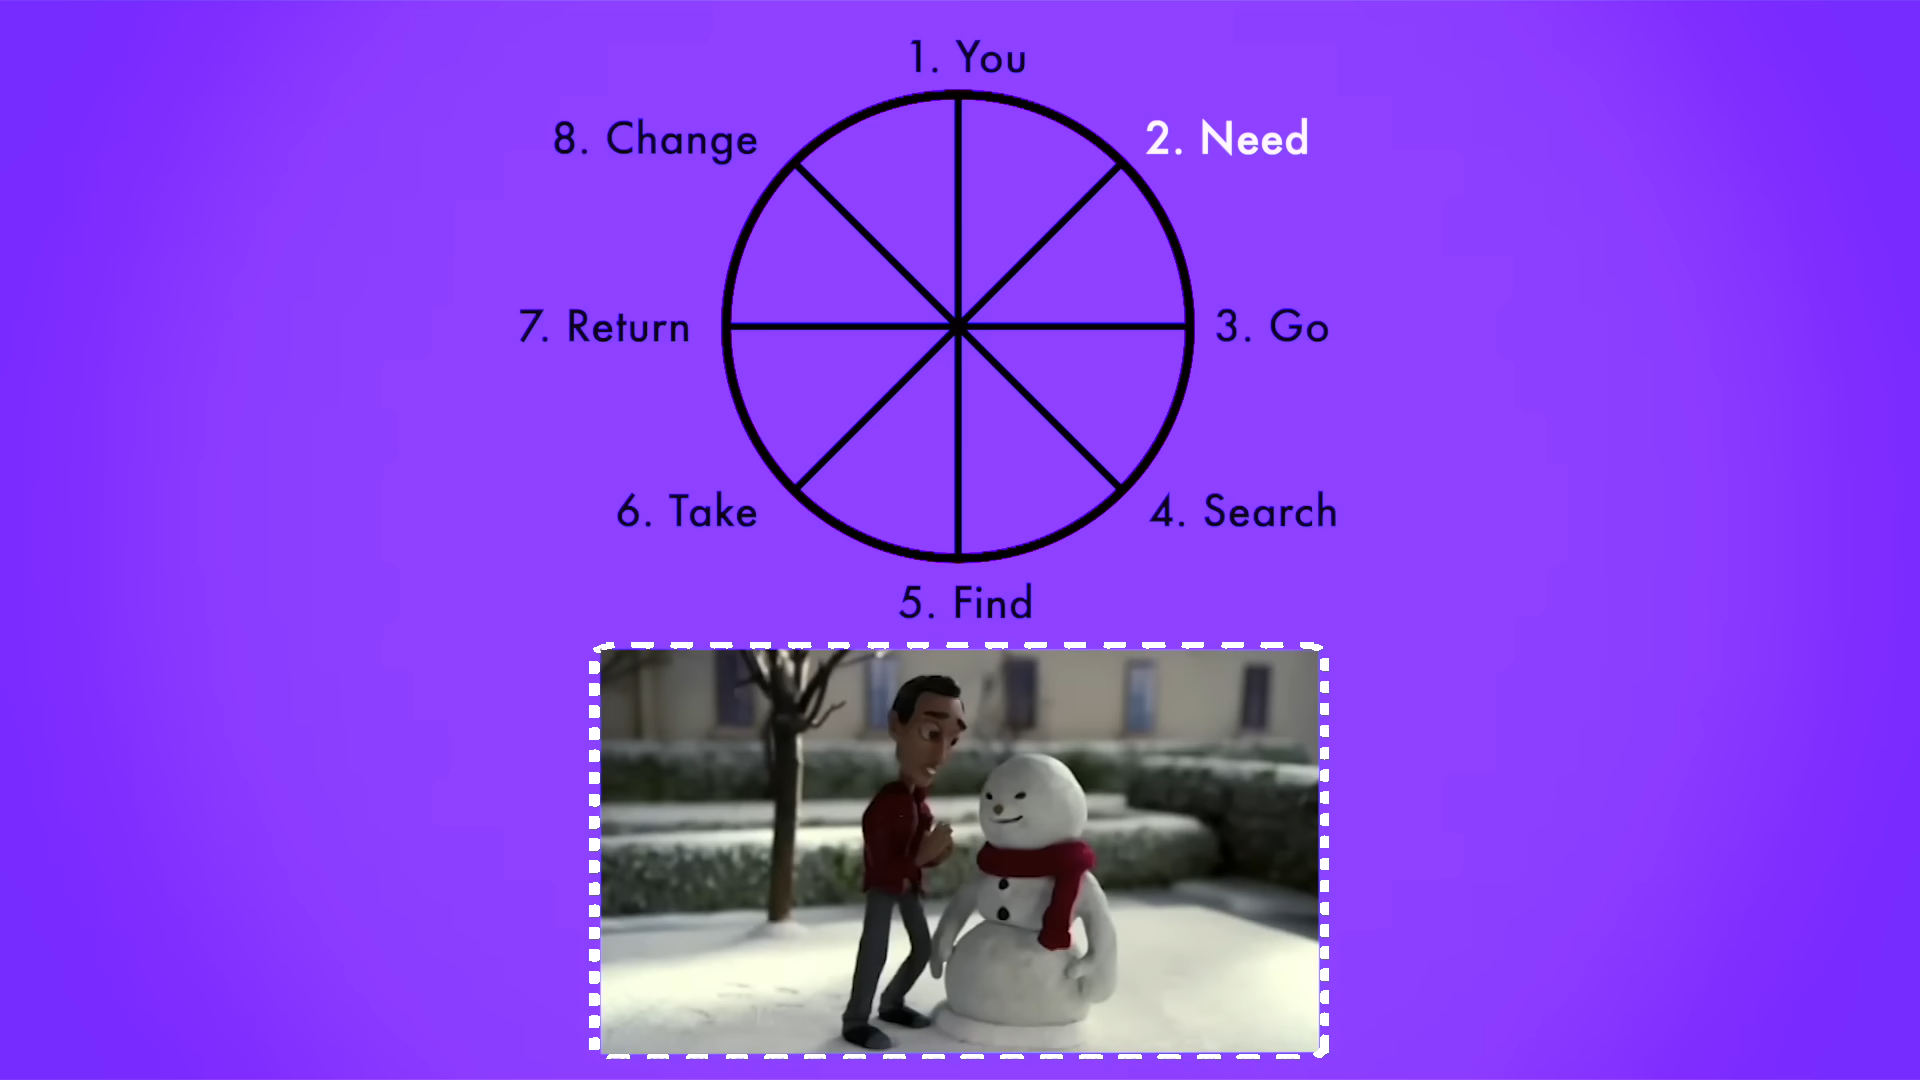 1. You
2. Need
3. Go
4. Search
5. Find
6. Take
7. Return
8. Change